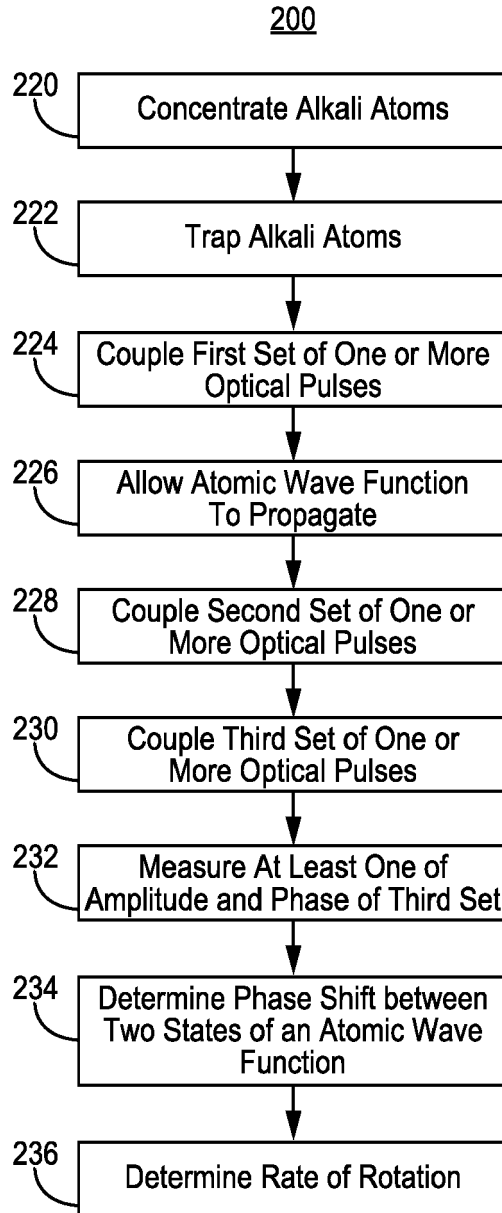 200
220
Concentrate Alkali Atoms
222
Trap Alkali Atoms
224
Couple First Set of One or More
Optical Pulses
226
Allow Atomic Wave Function
To Propagate
228
Couple Second Set of One or
More Optical Pulses
230
Couple Third Set of One or
More Optical Pulses
232
Measure At Least One of
Amplitude and Phase of Third Set
234
Determine Phase Shift between
Two States of an Atomic Wave
Function
236
Determine Rate of Rotation